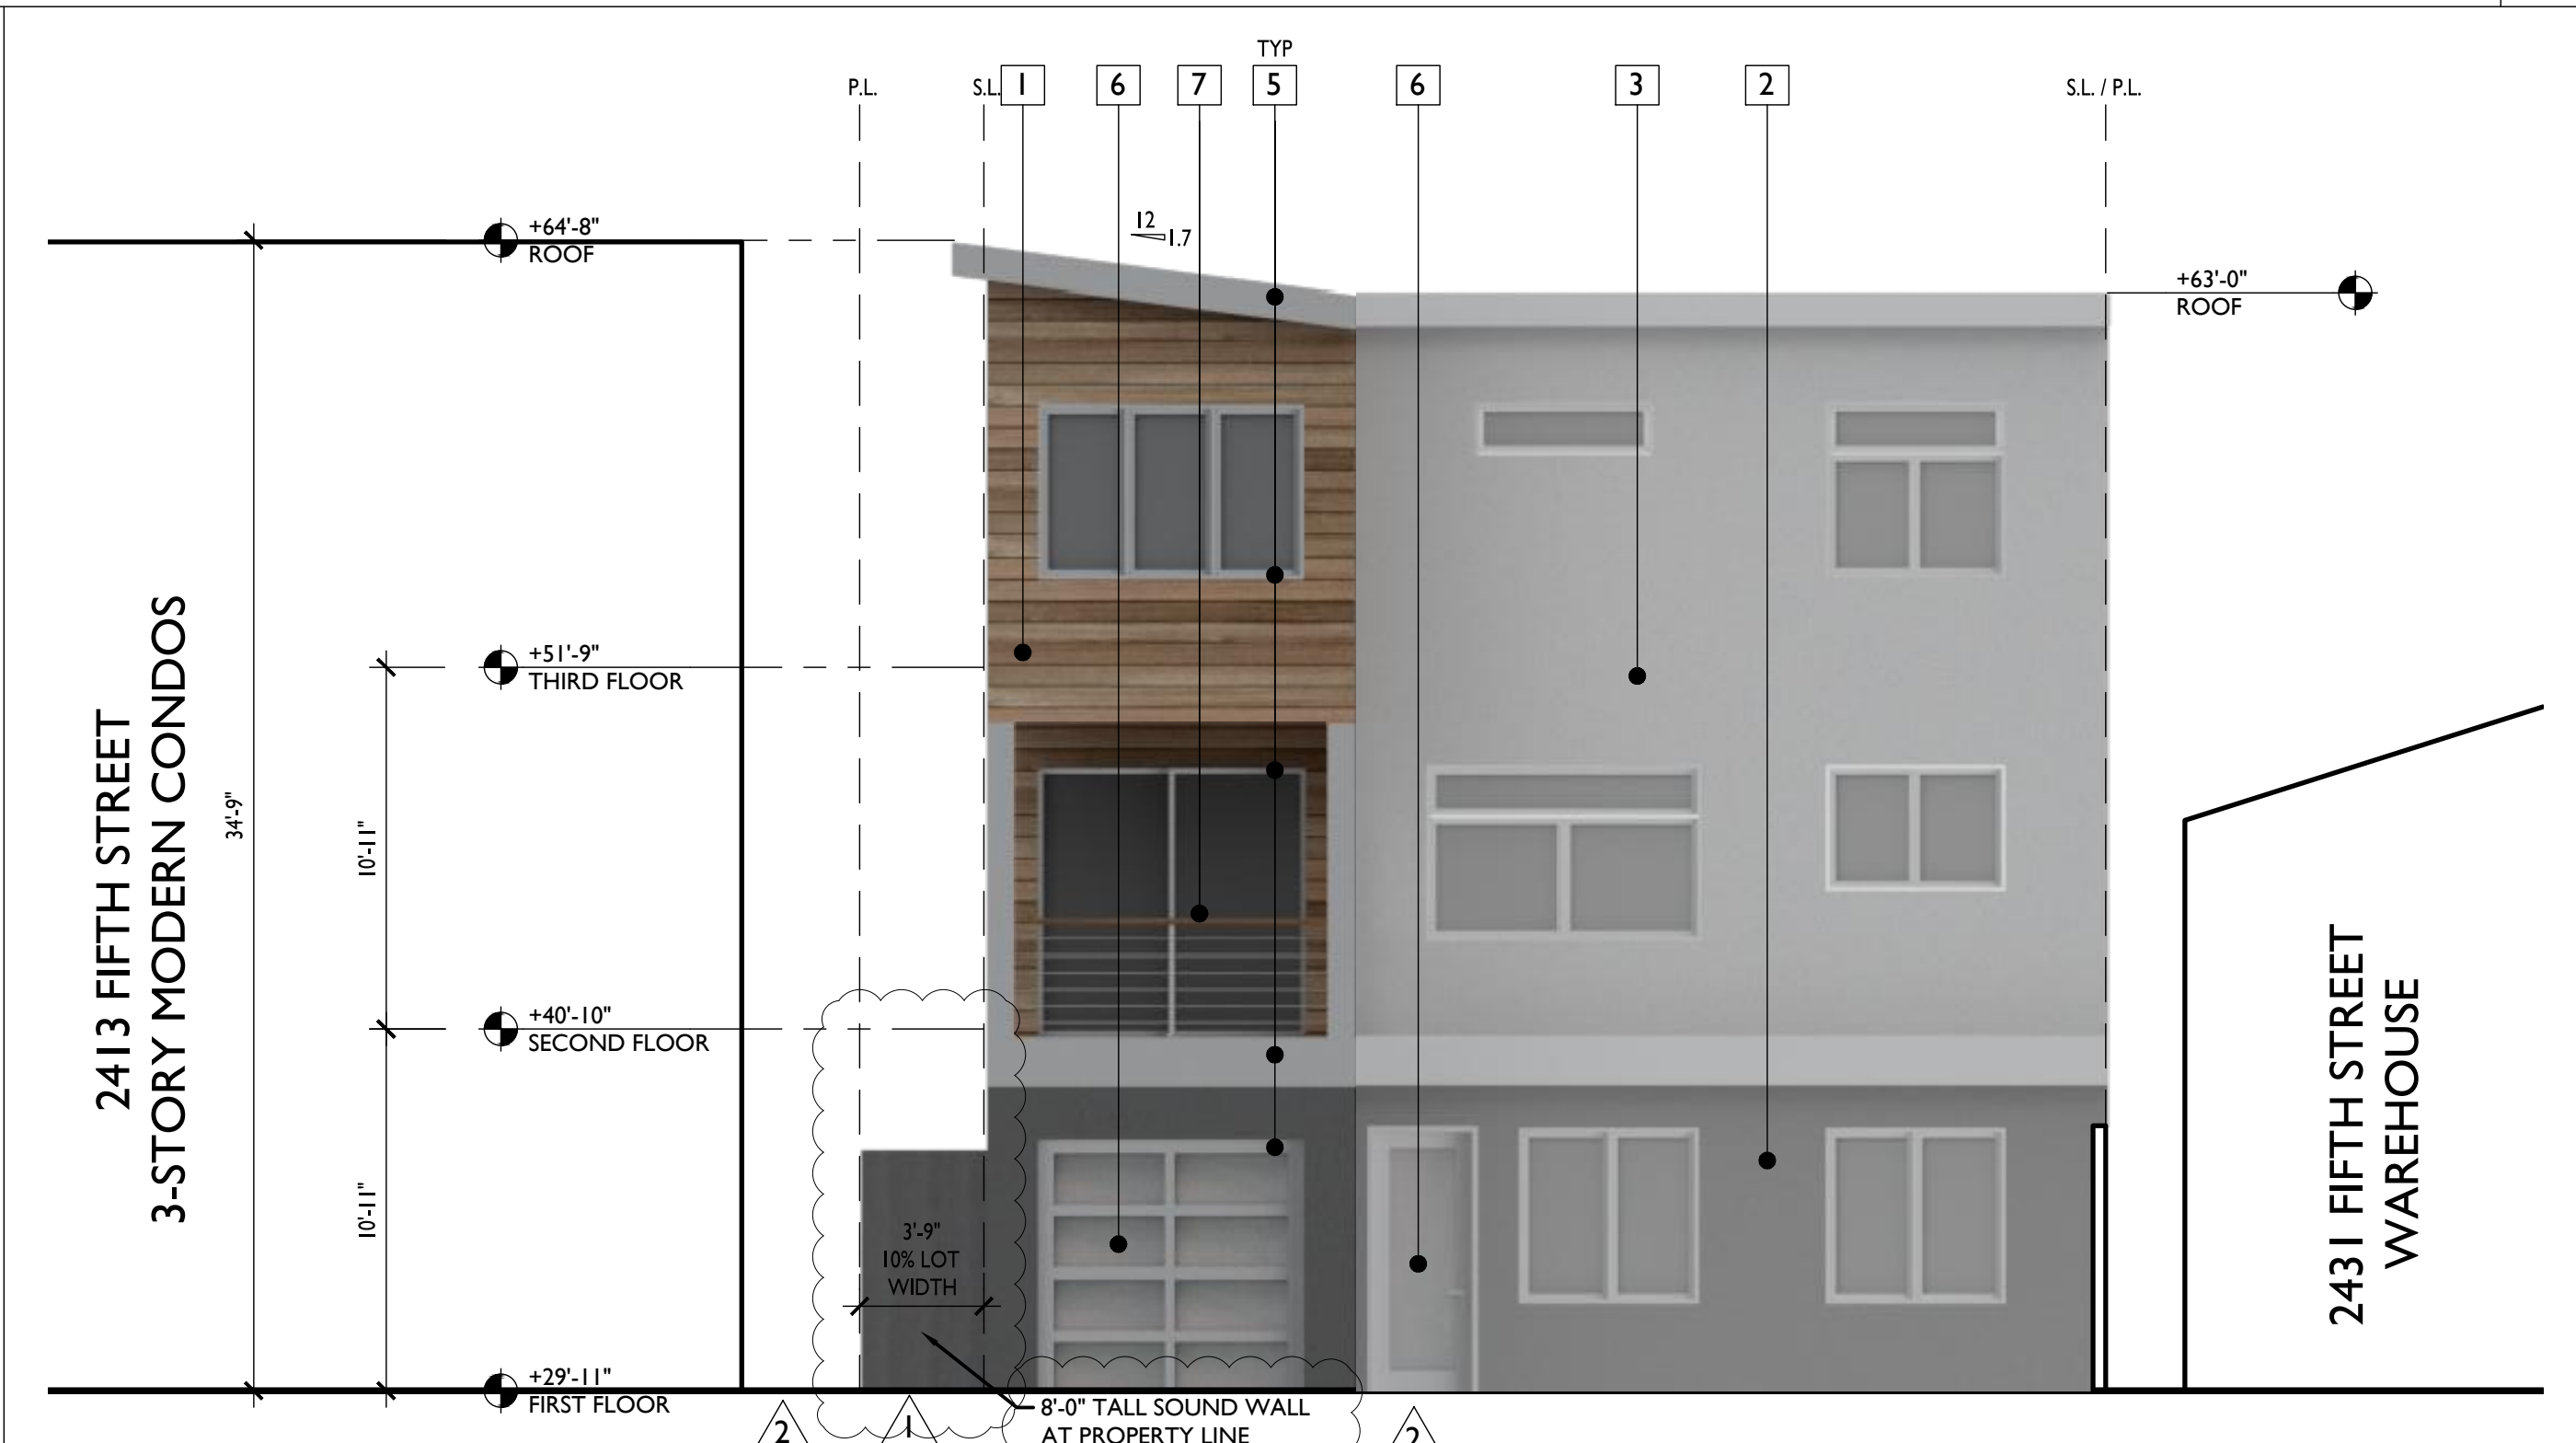 TYP
P.L.
S.L.
1
6
7
5
6
3
2
S.L. / P.L.
12
1.7
+64'-8"
ROOF
+63'-0"
ROOF
+51'-9"
THIRD FLOOR
2413 FIFTH STREET
3-STORY MODERN CONDOS
34'-9"
10'-11"
+40'-10"
SECOND FLOOR
10'-11"
3'-9"
10% LOT
WIDTH
2431 FIFTH STREET
WAREHOUSE
+29'-11"
FIRST FLOOR
8'-0" TALL SOUND WALL
AT PROPERTY LINE
2
1
2